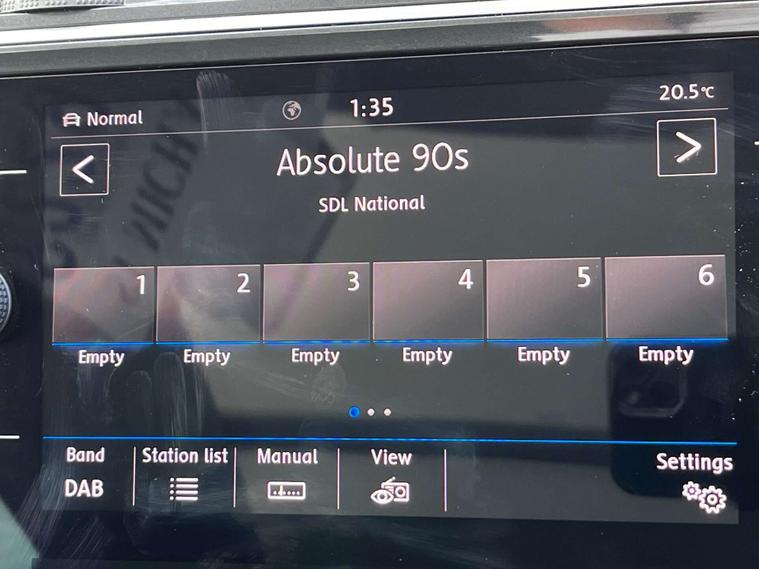 Normal 1:35 20.5°C
< Absolute 90s >
SDL National
1 2 3 4 5 6
Empty Empty Empty Empty Empty Empty
Band Station list Manual View Settings
DAB